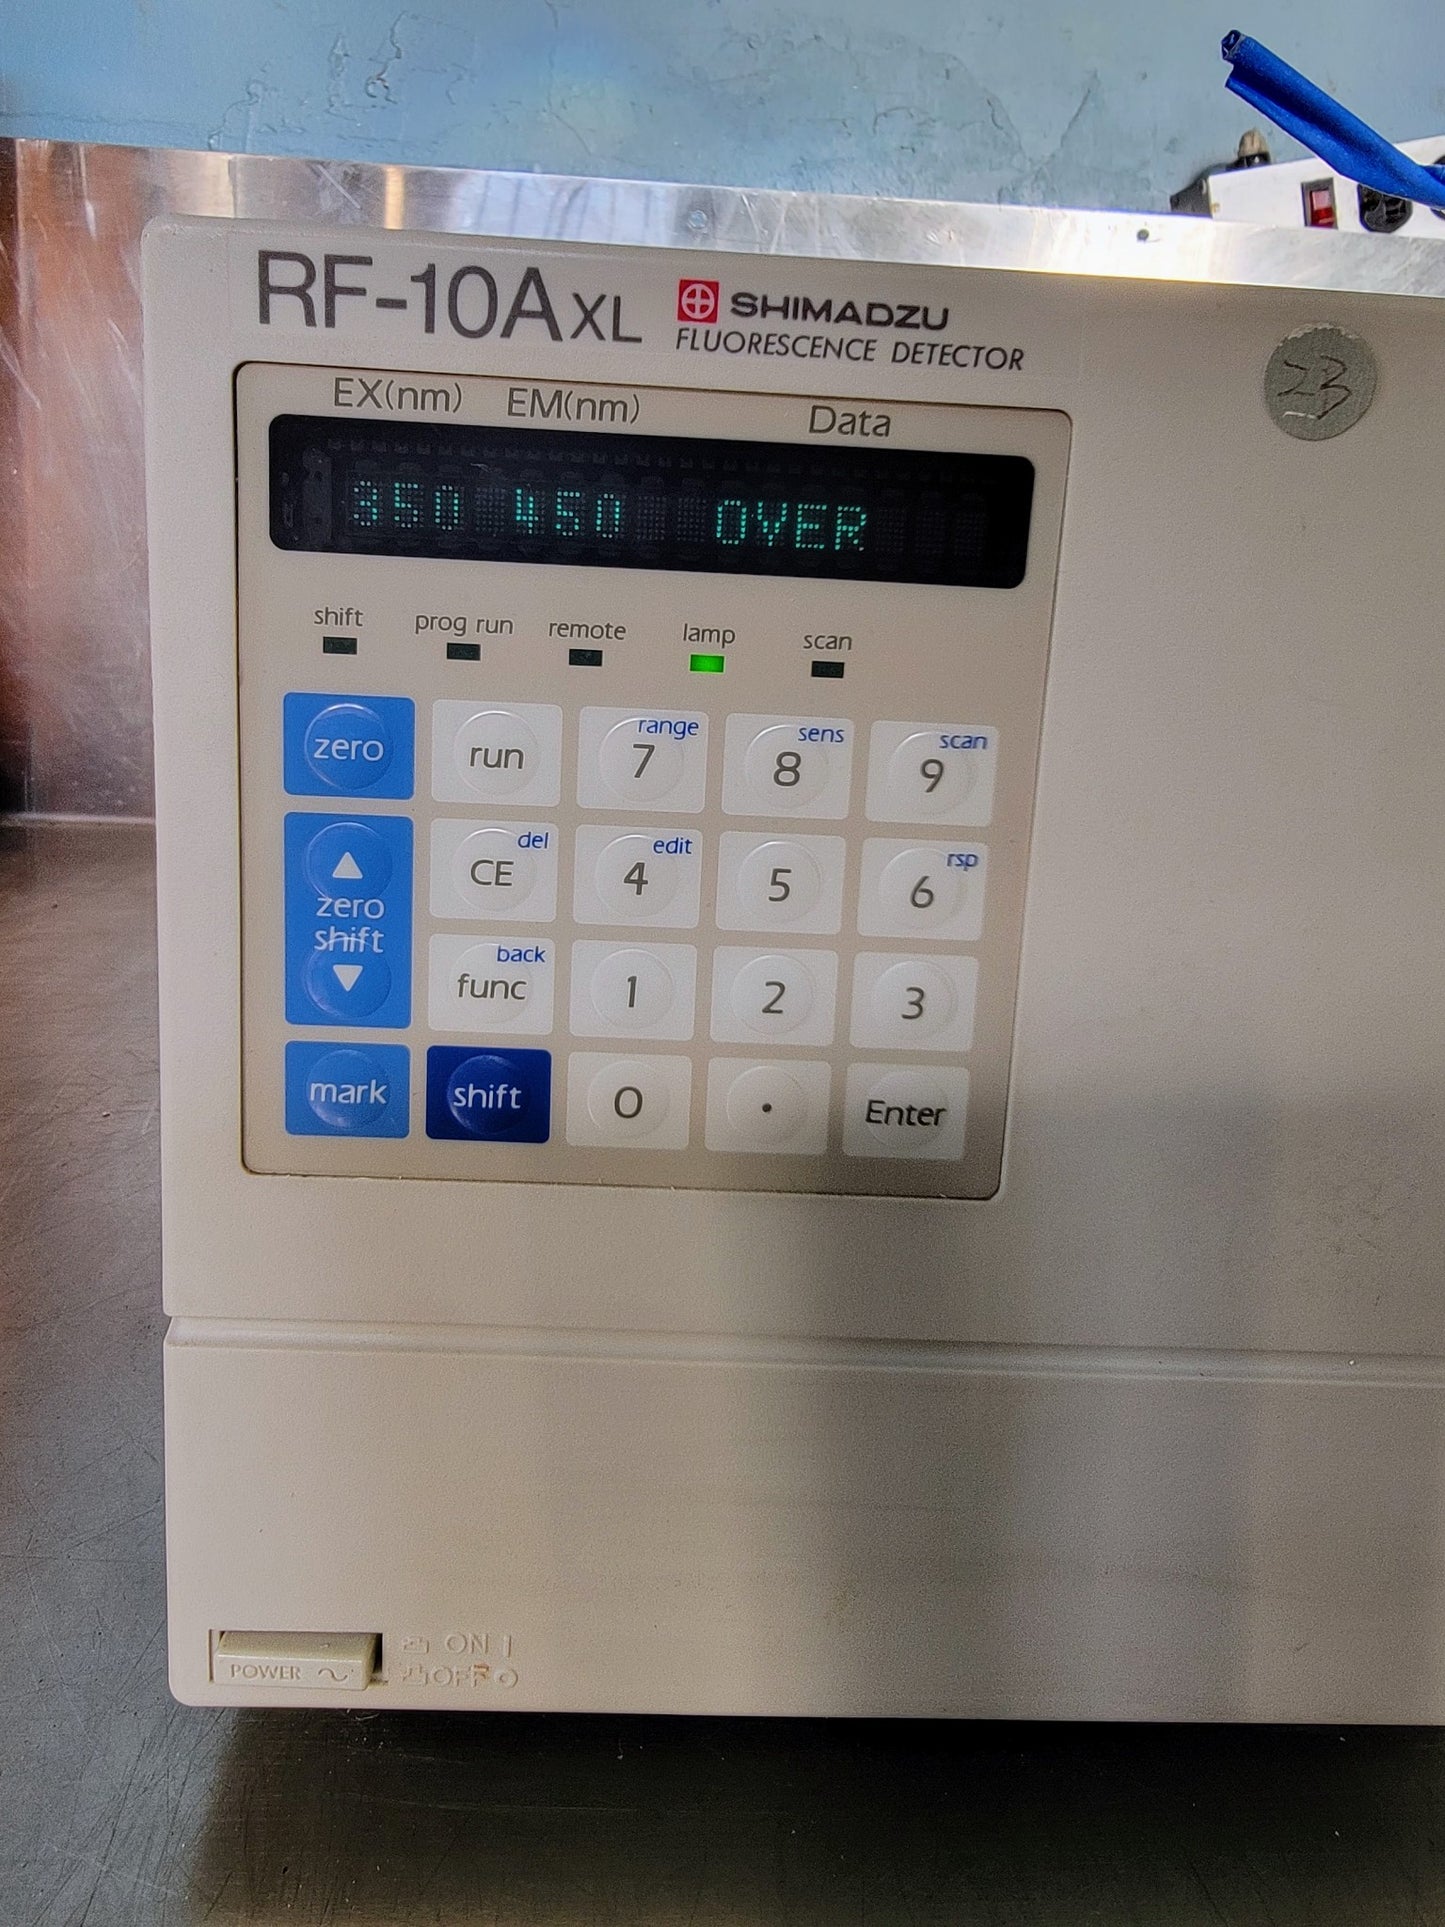 RF-10AXL SHIMADZU
FLUORESCENCE DETECTOR
EX(nm) EM(nm) Data
350 450 OVER
shift prog run remote lamp scan
zero run range 7 sens 8 scan 9
▲ zero shift ▼
del CE edit 4 5 rsp 6
back func 1 2 3
mark shift 0 . Enter
23
POWER ~
ON |
OFF O